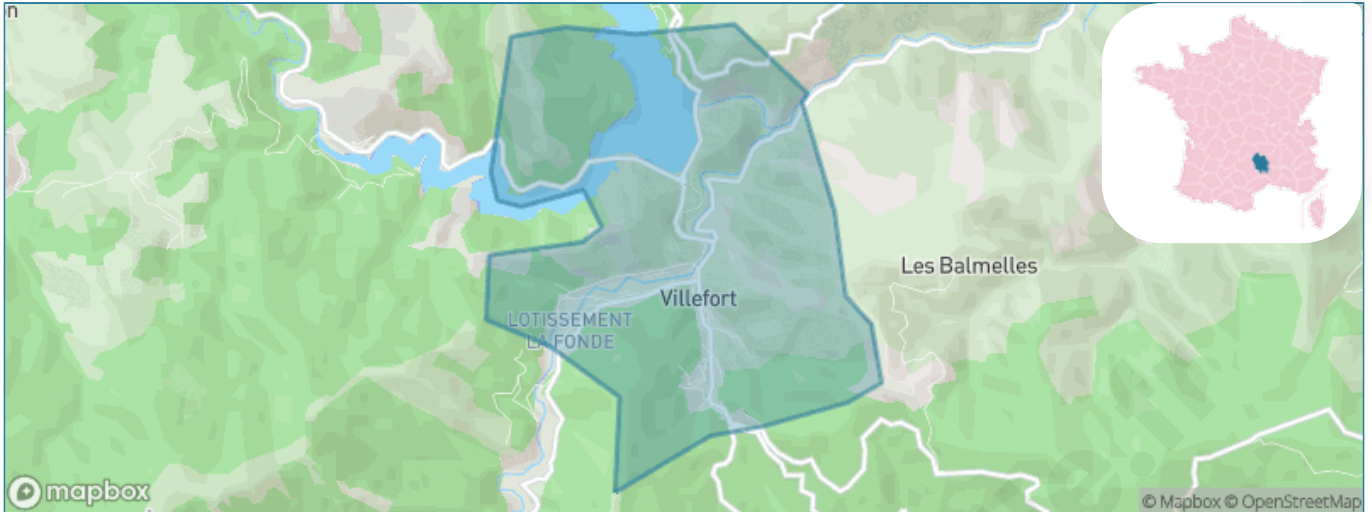 n
Les Balmelles
Villefort
LOTISSEMENT
LA FONDE
mapbox
© Mapbox © OpenStreetMap